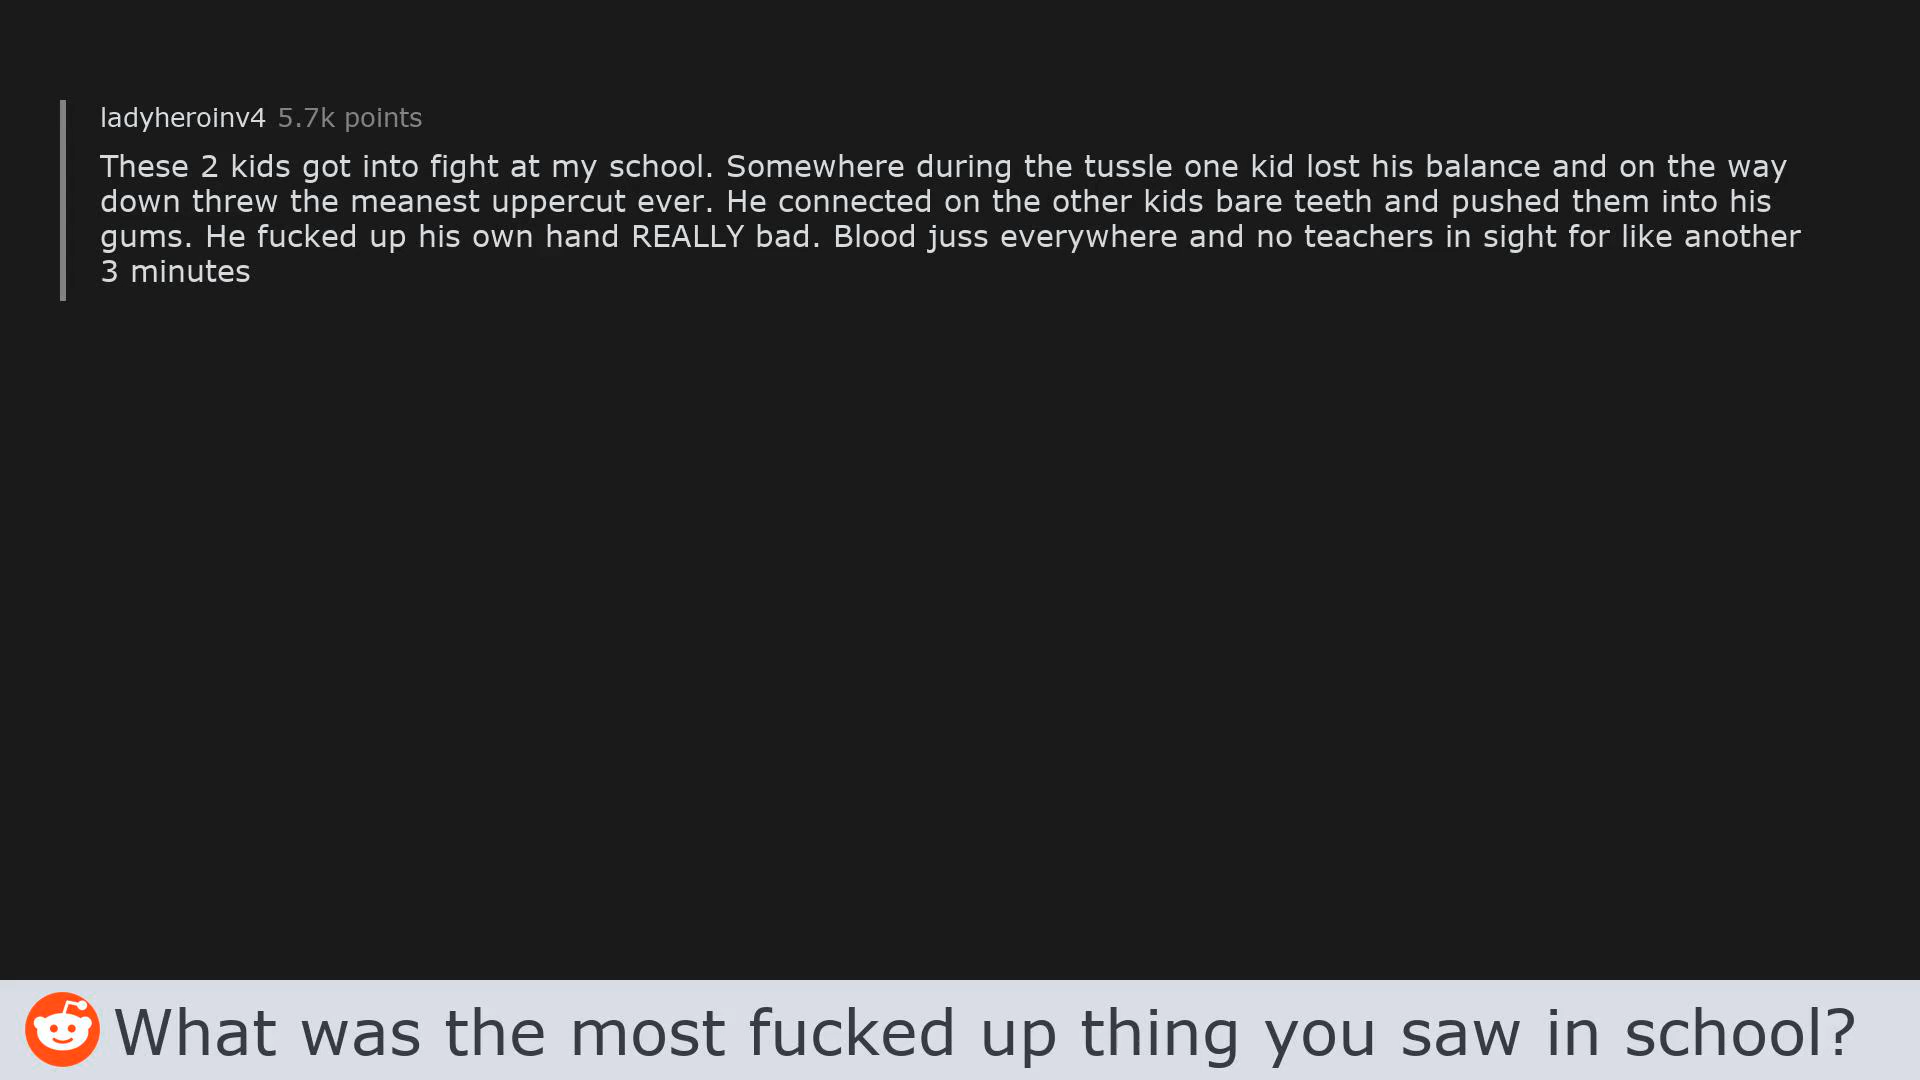 ladyheroinv4 5.7k points
These 2 kids got into fight at my school. Somewhere during the tussle one kid lost his balance and on the way
down threw the meanest uppercut ever. He connected on the other kids bare teeth and pushed them into his
gums. He fucked up his own hand REALLY bad. Blood juss everywhere and no teachers in sight for like another
3 minutes
What was the most fucked up thing you saw in school?